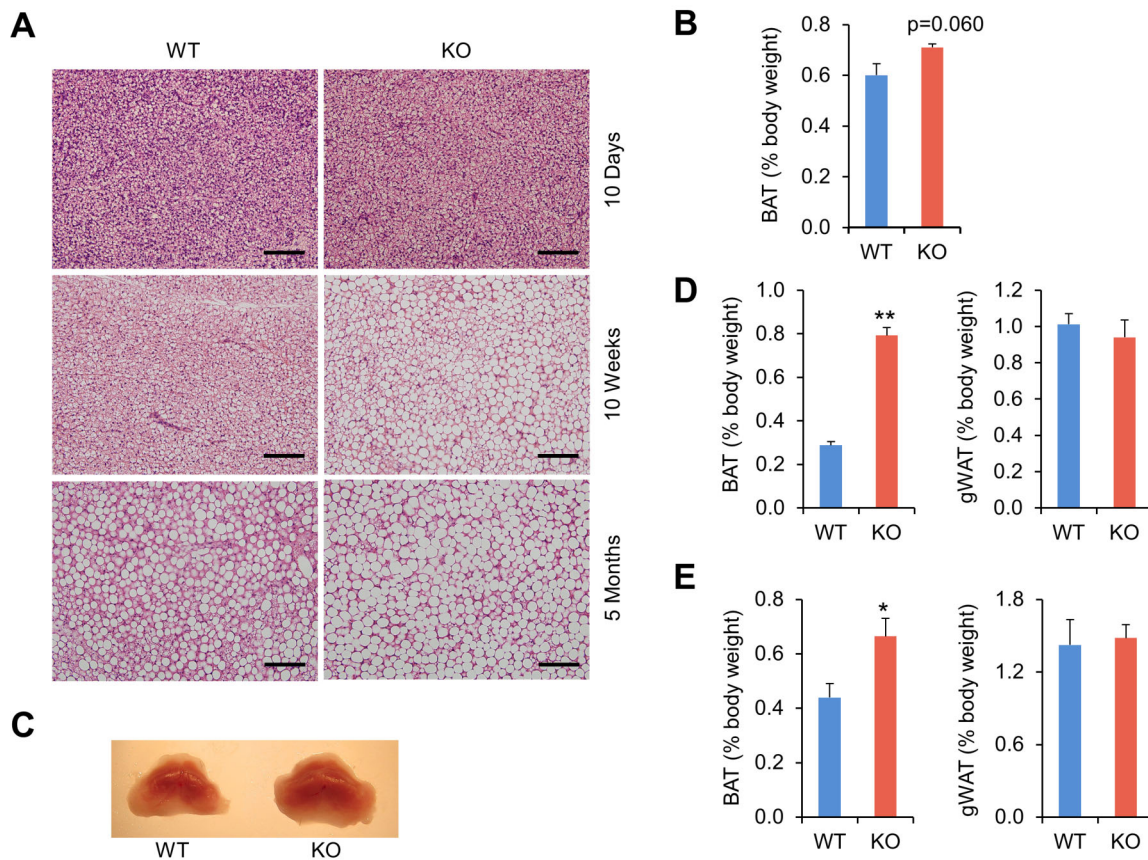 A
WT
KO
10 Days
10 Weeks
5 Months
B
p=0.060
BAT (% body weight)
0.8
0.6
0.4
0.2
0.0
WT
KO
C
WT
KO
D
BAT (% body weight)
1.0
0.8
0.6
0.4
0.2
0.0
**
WT
KO
gWAT (% body weight)
1.2
1.0
0.8
0.6
0.4
0.2
0.0
WT
KO
E
BAT (% body weight)
0.8
0.6
0.4
0.2
0.0
*
WT
KO
gWAT (% body weight)
1.8
1.2
0.6
0.0
WT
KO